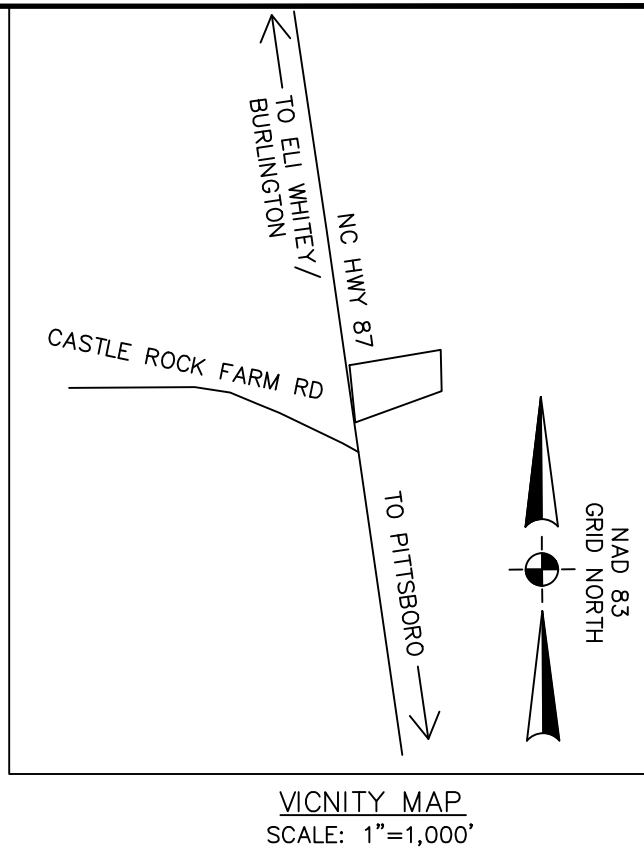 TO ELI WHITEY/
BURLINGTON
NC HWY 87
CASTLE ROCK FARM RD
TO PITTSBORO
NAD 83
GRID NORTH
VICNITY MAP
SCALE: 1"=1,000'